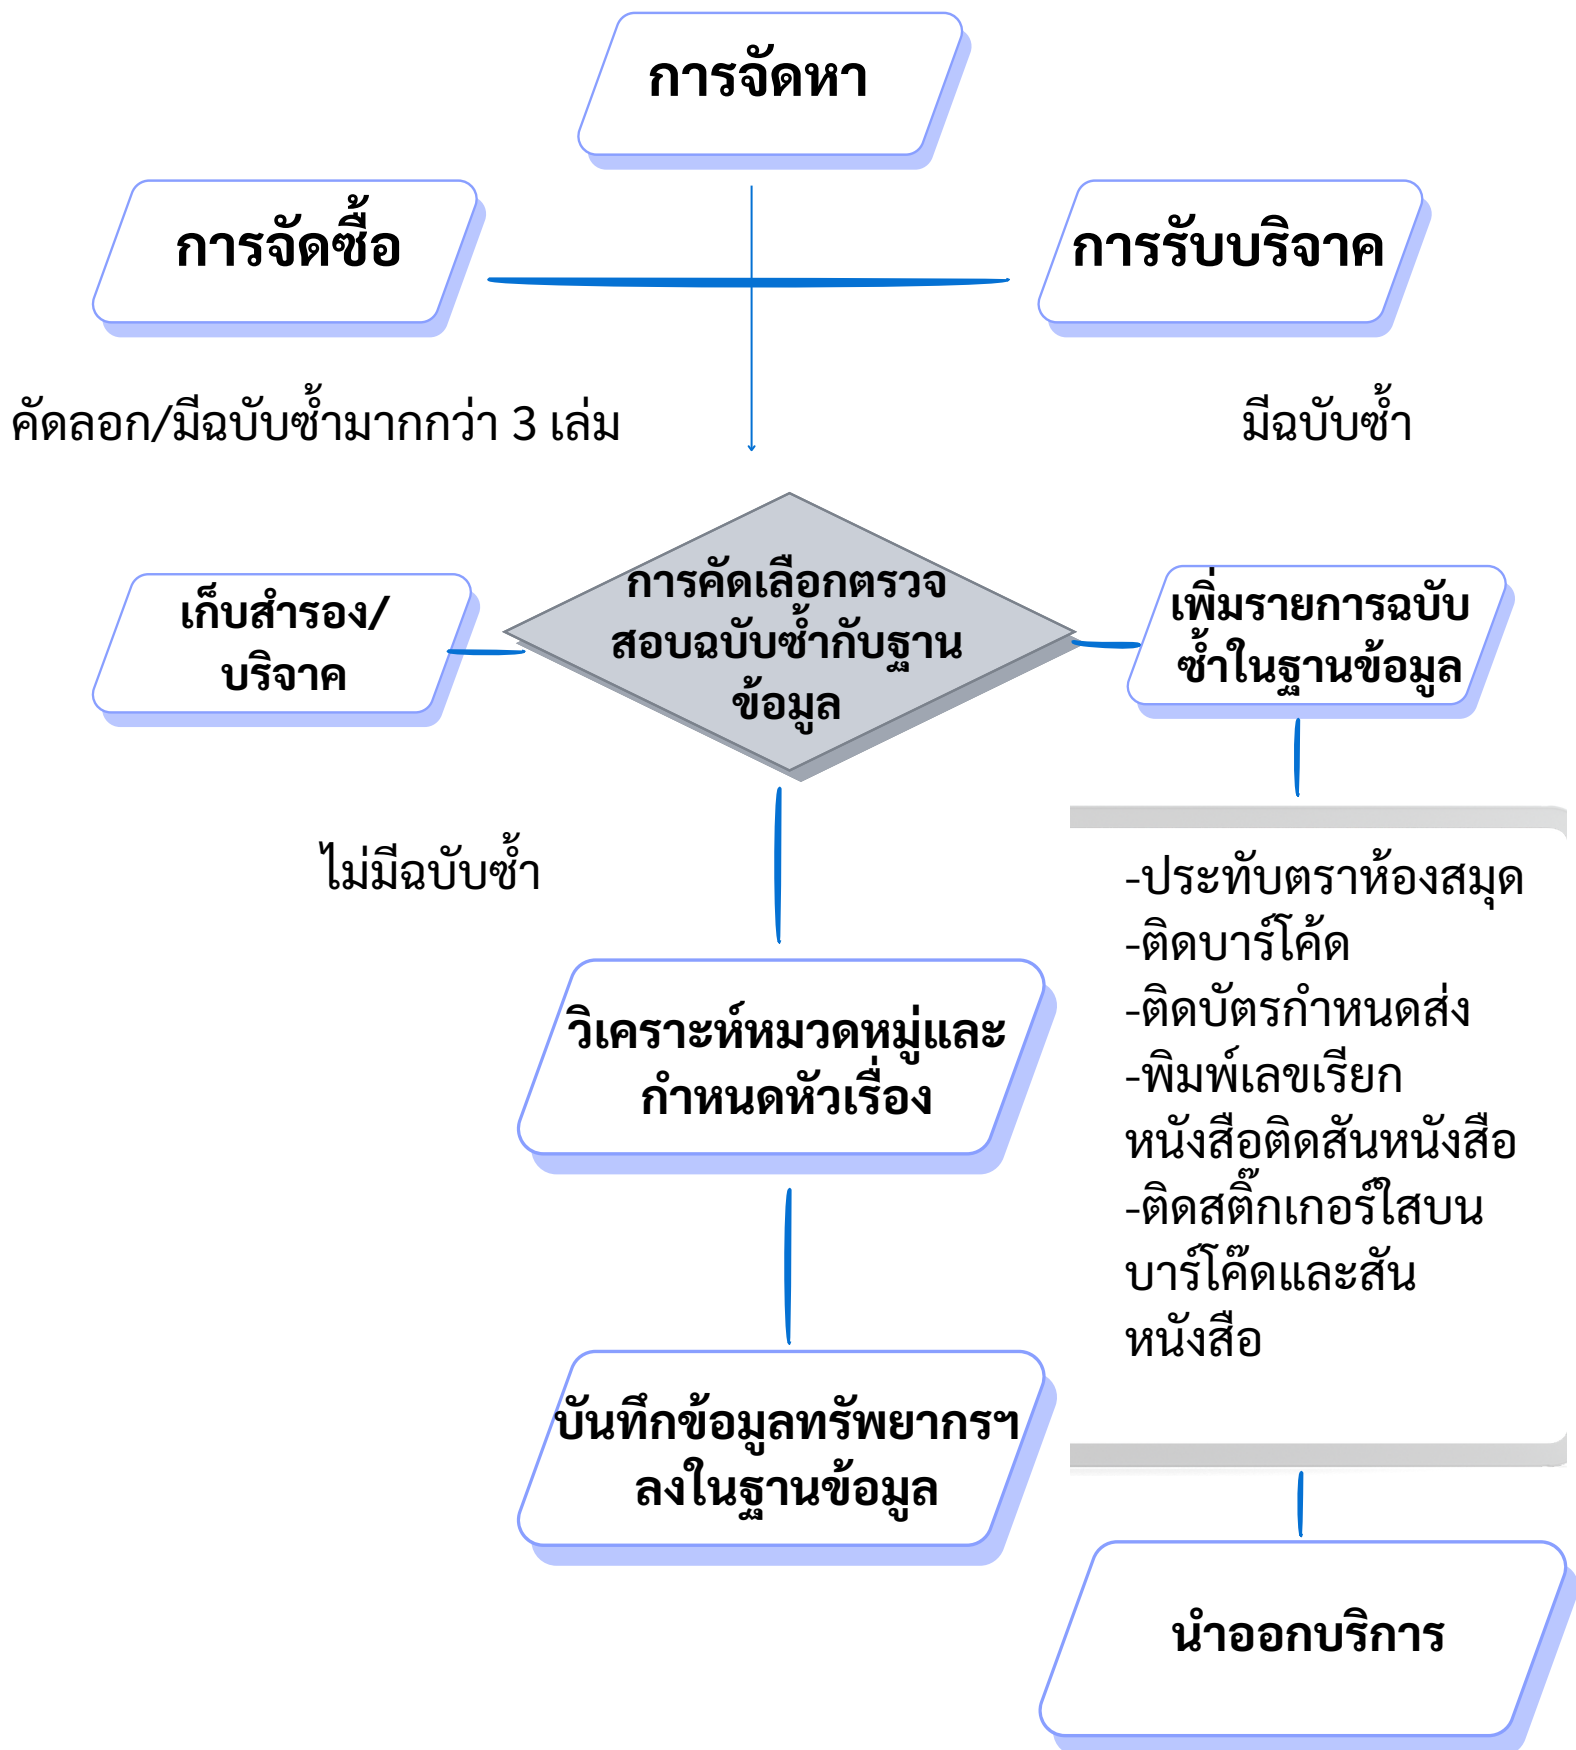 การจัดหา
การจัดซื้อ
การรับบริจาค
คัดลอก/มีฉบับซ้ำมากกว่า 3 เล่ม
มีฉบับซ้ำ
การคัดเลือกตรวจ
สอบฉบับซ้ำกับฐาน
ข้อมูล
เก็บสำรอง/
บริจาค
เพิ่มรายการฉบับ
ซ้ำในฐานข้อมูล
ไม่มีฉบับซ้ำ
-ประทับตราห้องสมุด
-ติดบาร์โค้ด
-ติดบัตรกำหนดส่ง
-พิมพ์เลขเรียก
หนังสือติดสันหนังสือ
-ติดสติ๊กเกอร์ใสบน
บาร์โค๊ดและสัน
หนังสือ
วิเคราะห์หมวดหมู่และ
กำหนดหัวเรื่อง
บันทึกข้อมูลทรัพยากรฯ
ลงในฐานข้อมูล
นำออกบริการ